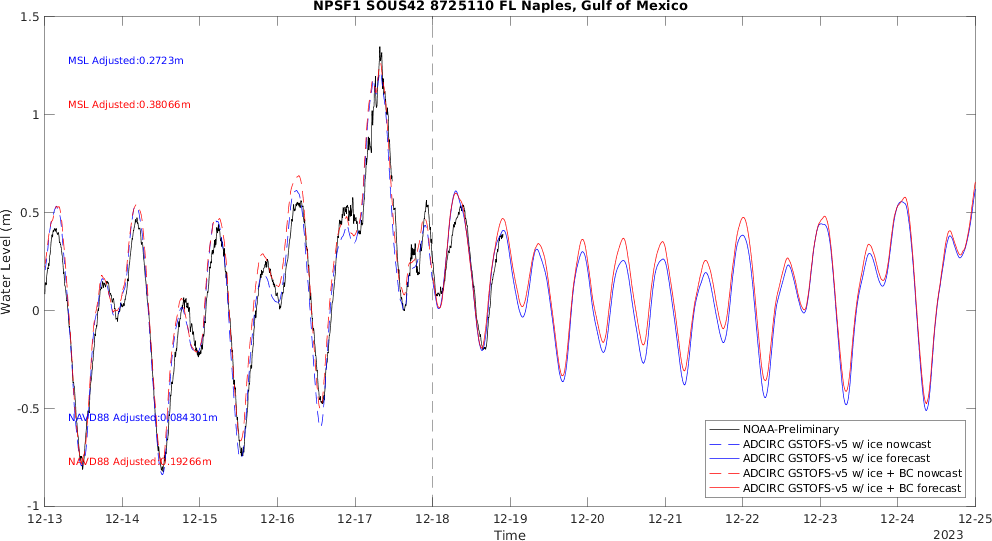 NPSF1 SOUS42 8725110 FL Naples, Gulf of Mexico
1.5
MSL Adjusted:0.2723m
MSL Adjusted:0.38066m
1
0.5
Water Level (m)
0
-0.5
NAVD88 Adjusted:0.084301m
NAVD88 Adjusted:0.19266m
-1
NOAA-Preliminary
ADCIRC GSTOFS-v5 w/ ice nowcast
ADCIRC GSTOFS-v5 w/ ice forecast
ADCIRC GSTOFS-v5 w/ ice + BC nowcast
ADCIRC GSTOFS-v5 w/ ice + BC forecast
12-13 12-14 12-15 12-16 12-17 12-18 12-19 12-20 12-21 12-22 12-23 12-24 12-25
Time
2023